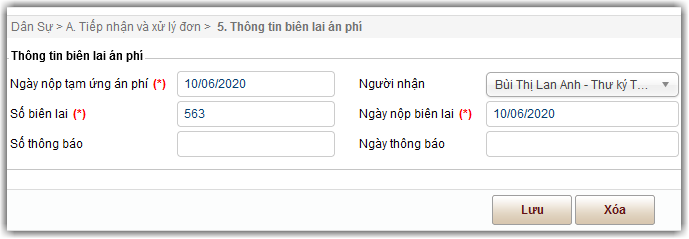 Dân Sự > A. Tiếp nhận và xử lý đơn > 5. Thông tin biên lai án phí
Thông tin biên lai án phí
Ngày nộp tạm ứng án phí (*) 10/06/2020 Người nhận Bùi Thị Lan Anh - Thư ký T...
Số biên lai (*) 563 Ngày nộp biên lai (*) 10/06/2020
Số thông báo Ngày thông báo
Lưu Xóa